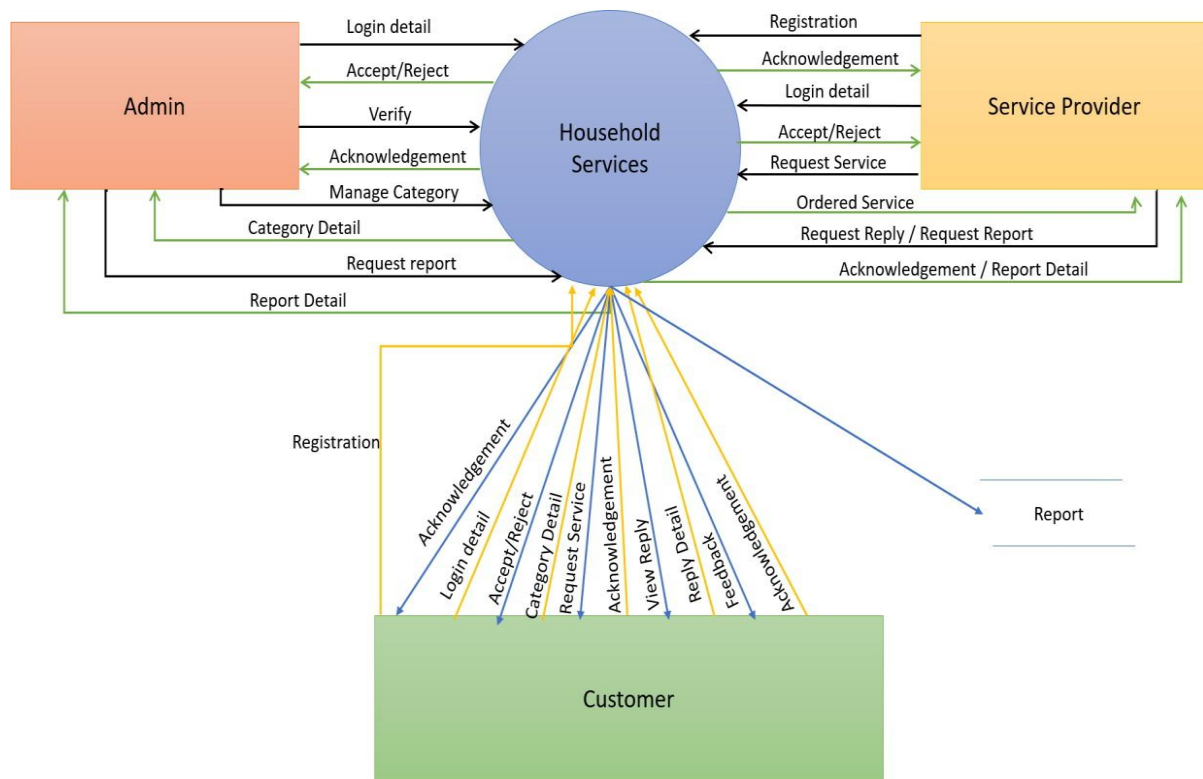 Admin
Login detail
Accept/Reject
Verify
Acknowledgement
Manage Category
Category Detail
Request report
Report Detail
Household
Services
Registration
Acknowledgement
Login detail
Accept/Reject
Request Service
Ordered Service
Request Reply / Request Report
Acknowledgement / Report Detail
Service Provider
Registration
Acknowledgement
Login detail
Accept/Reject
Category Detail
Request Service
Acknowledgement
View Reply
Reply Detail
Feedback
Acknowledgement
Report
Customer